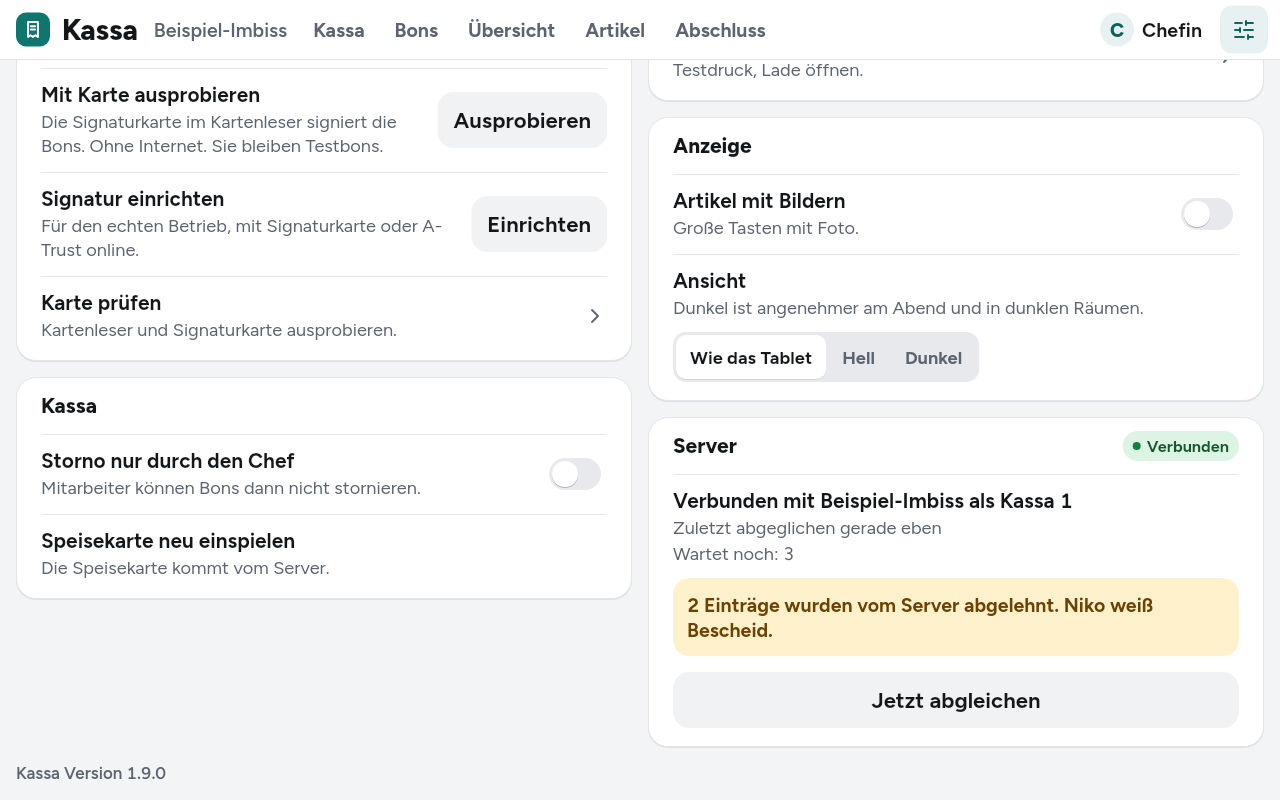 Kassa
Beispiel-Imbiss
Kassa
Bons
Übersicht
Artikel
Abschluss
C
Chefin
Mit Karte ausprobieren
Die Signaturkarte im Kartenleser signiert die
Bons. Ohne Internet. Sie bleiben Testbons.
Ausprobieren
Signatur einrichten
Für den echten Betrieb, mit Signaturkarte oder A-
Trust online.
Einrichten
Karte prüfen
Kartenleser und Signaturkarte ausprobieren.
Kassa
Storno nur durch den Chef
Mitarbeiter können Bons dann nicht stornieren.
Speisekarte neu einspielen
Die Speisekarte kommt vom Server.
Testdruck, Lade öffnen.
Anzeige
Artikel mit Bildern
Große Tasten mit Foto.
Ansicht
Dunkel ist angenehmer am Abend und in dunklen Räumen.
Wie das Tablet
Hell
Dunkel
Server
Verbunden
Verbunden mit Beispiel-Imbiss als Kassa 1
Zuletzt abgeglichen gerade eben
Wartet noch: 3
2 Einträge wurden vom Server abgelehnt. Niko weiß
Bescheid.
Jetzt abgleichen
Kassa Version 1.9.0